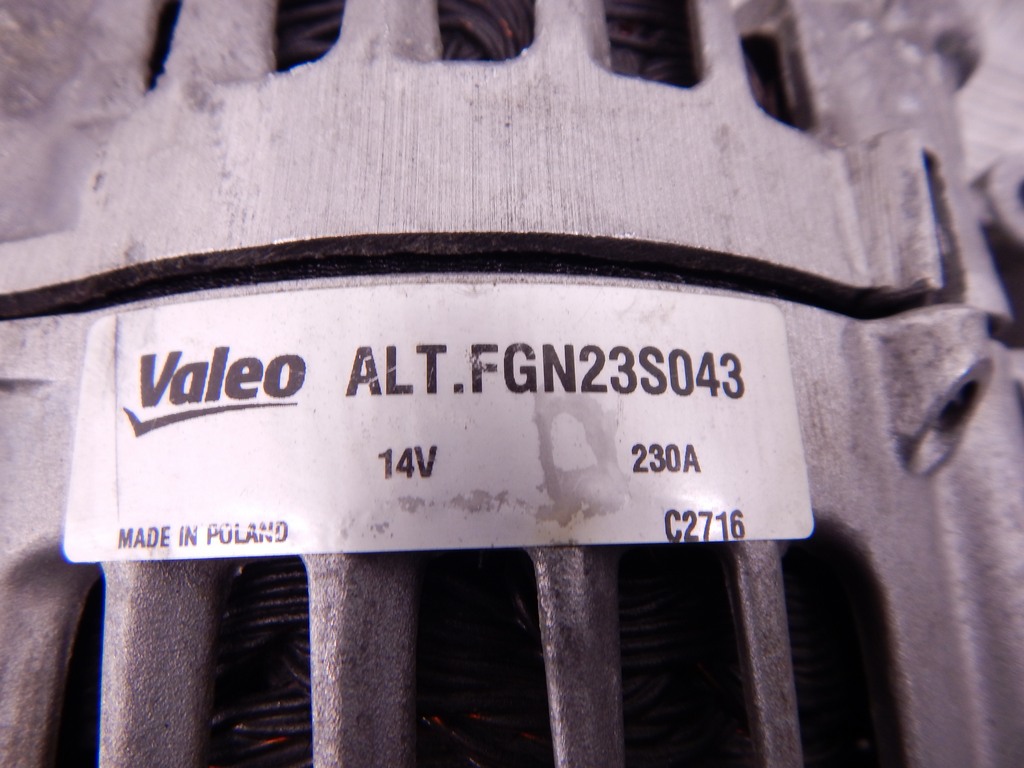 Valeo ALT.FGN23S043
14V 230A
MADE IN POLAND C2716